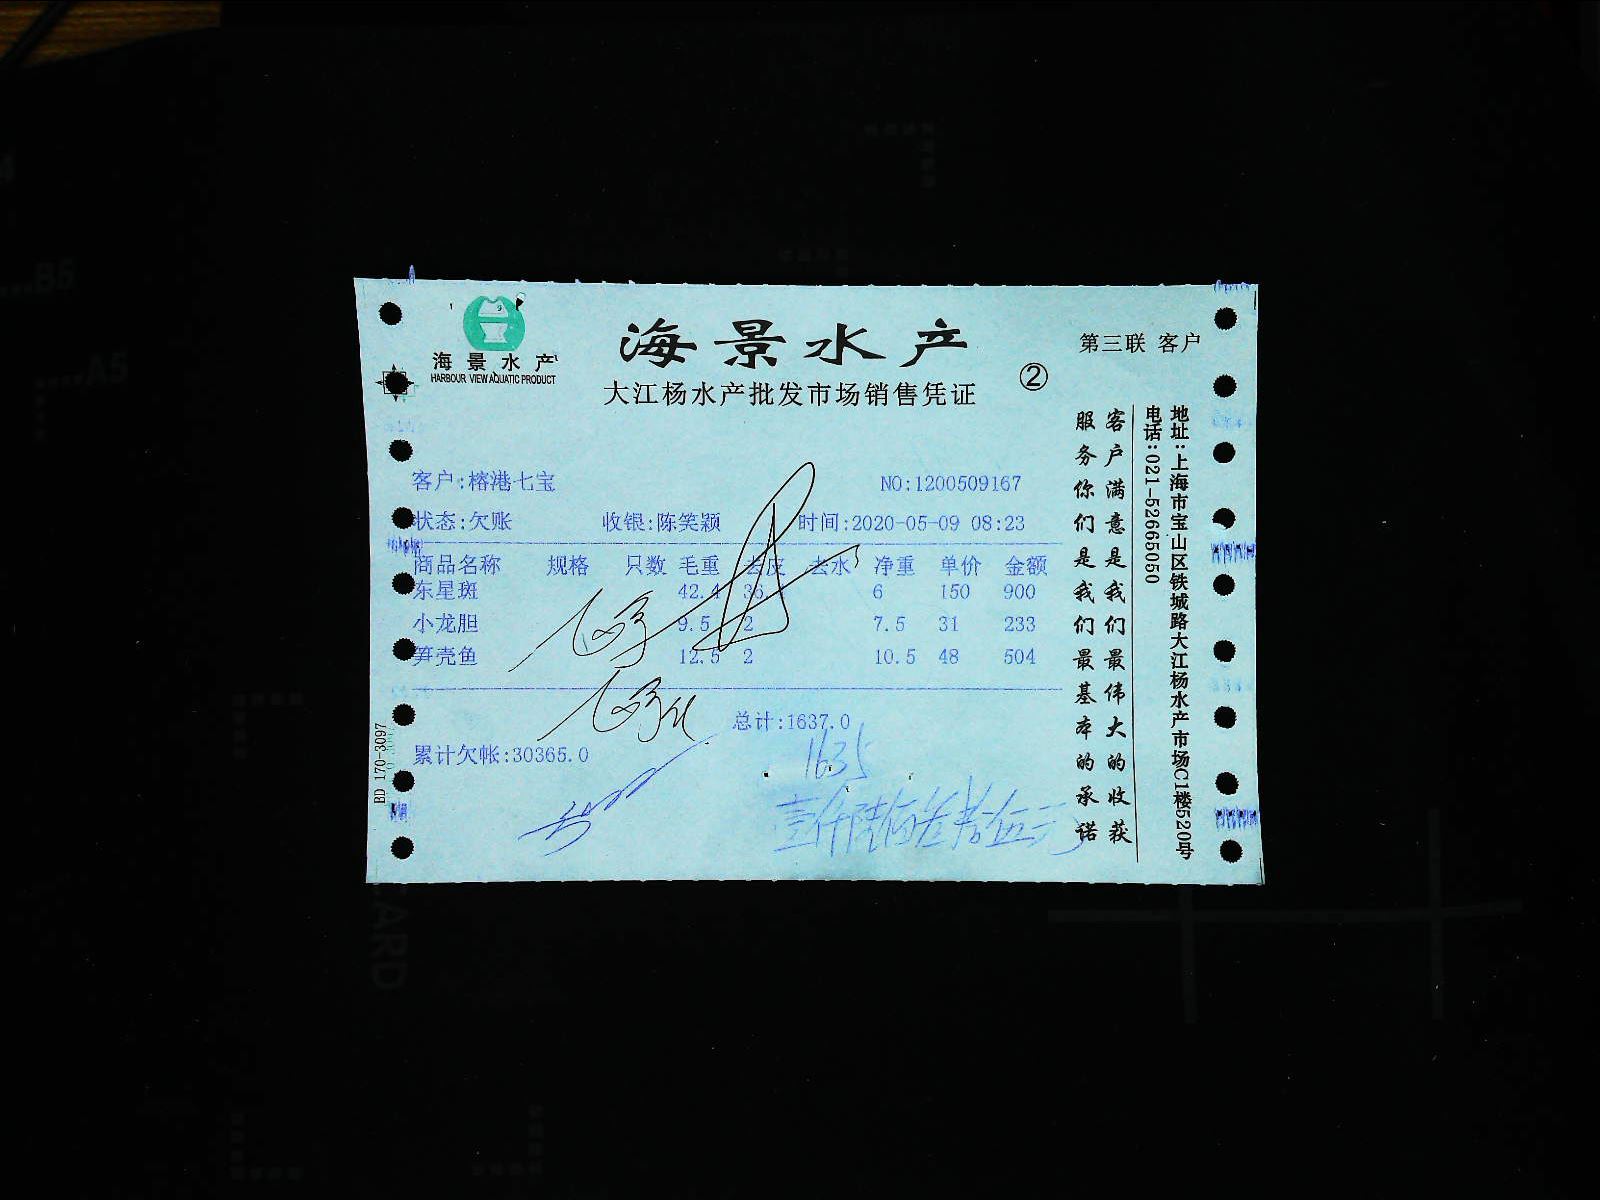 海景水产
HARBOUR VIEW AQUATIC PRODUCT
海景水产
大江杨水产批发市场销售凭证
②
第三联 客户
客户:榕港七宝 NO:1200509167
状态:欠账 收银:陈笑颖 时间:2020-05-09 08:23
商品名称 规格 只数 毛重 去皮 去水 净重 单价 金额
东星斑 42.4 6 150 900
小龙胆 9.5 2 7.5 31 233
笋壳鱼 12.5 2 10.5 48 504
总计:1637.0
累计欠帐:30365.0
1635
壹仟陆佰叁拾伍元
客户满意是我们最伟大的收获
服务你们是我们最基本的承诺
地址:上海市宝山区铁城路大江杨水产市场C1楼520号
电话:021-52665050
BD 170-3097